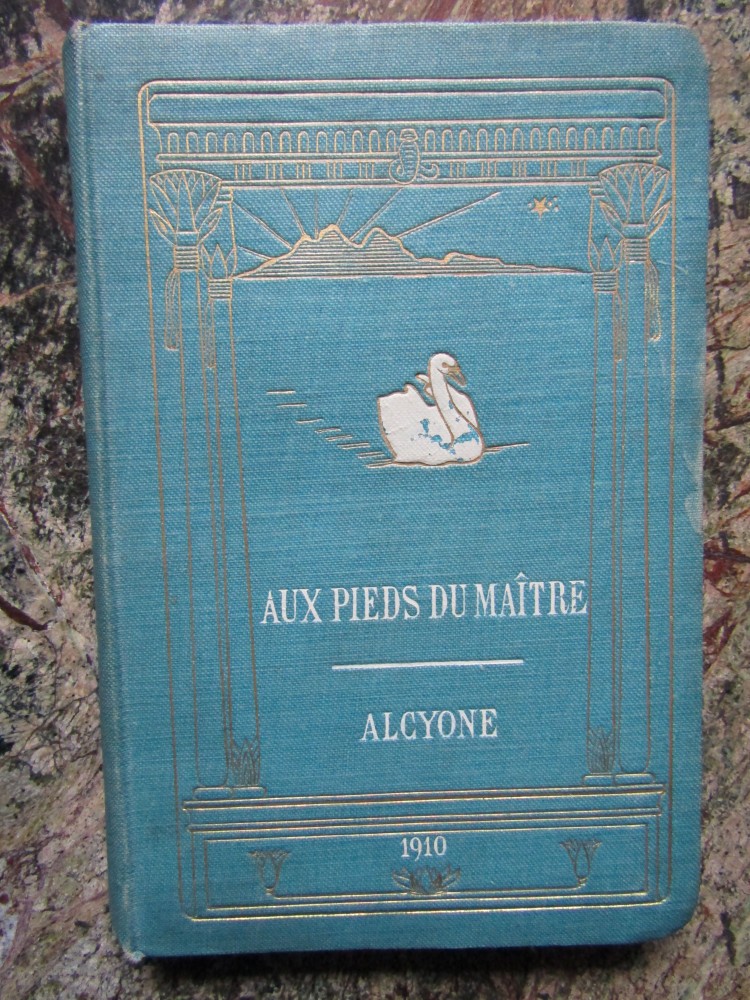 AUX PIEDS DU MAÎTRE
ALCYONE
1910